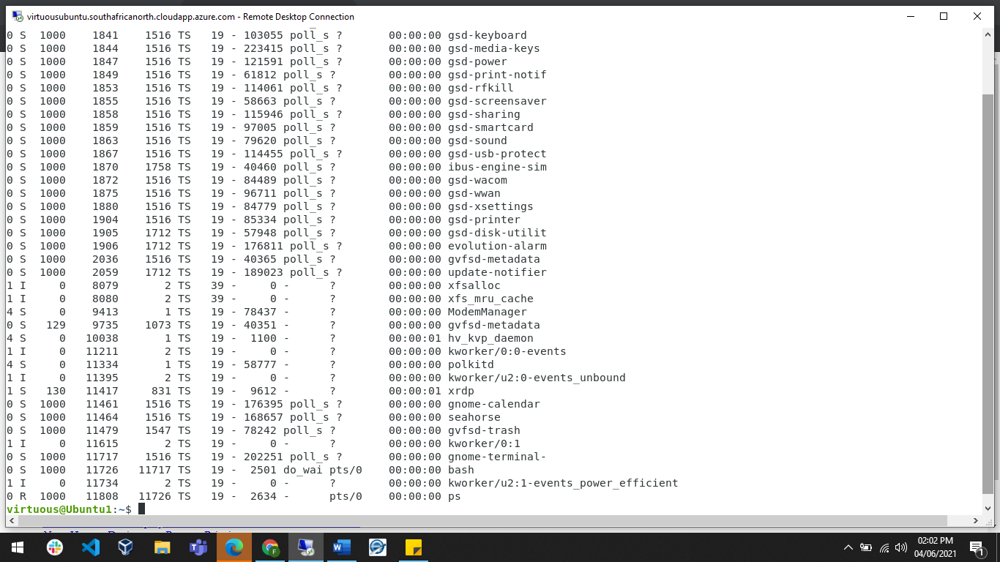 virtuousubuntu.southafricanorth.cloudapp.azure.com - Remote Desktop Connection
0 S  1000    1841    1516 TS   19 - 103055 poll_s ?       00:00:00 gsd-keyboard
0 S  1000    1844    1516 TS   19 - 223415 poll_s ?       00:00:00 gsd-media-keys
0 S  1000    1847    1516 TS   19 - 121591 poll_s ?       00:00:00 gsd-power
0 S  1000    1849    1516 TS   19 - 61812 poll_s ?        00:00:00 gsd-print-notif
0 S  1000    1853    1516 TS   19 - 114061 poll_s ?       00:00:00 gsd-rfkill
0 S  1000    1855    1516 TS   19 - 58663 poll_s ?        00:00:00 gsd-screensaver
0 S  1000    1858    1516 TS   19 - 115946 poll_s ?       00:00:00 gsd-sharing
0 S  1000    1859    1516 TS   19 - 97005 poll_s ?        00:00:00 gsd-smartcard
0 S  1000    1863    1516 TS   19 - 79620 poll_s ?        00:00:00 gsd-sound
0 S  1000    1867    1516 TS   19 - 114455 poll_s ?       00:00:00 gsd-usb-protect
0 S  1000    1870    1758 TS   19 - 40460 poll_s ?        00:00:00 ibus-engine-sim
0 S  1000    1872    1516 TS   19 - 84489 poll_s ?        00:00:00 gsd-wacom
0 S  1000    1875    1516 TS   19 - 96711 poll_s ?        00:00:00 gsd-wwan
0 S  1000    1880    1516 TS   19 - 84779 poll_s ?        00:00:00 gsd-xsettings
0 S  1000    1904    1516 TS   19 - 85334 poll_s ?        00:00:00 gsd-printer
0 S  1000    1905    1712 TS   19 - 57948 poll_s ?        00:00:00 gsd-disk-utilit
0 S  1000    1906    1712 TS   19 - 176811 poll_s ?       00:00:00 evolution-alarm
0 S  1000    2036    1516 TS   19 - 40365 poll_s ?        00:00:00 gvfsd-metadata
0 S  1000    2059    1712 TS   19 - 189023 poll_s ?       00:00:00 update-notifier
1 I     0    8079       2 TS   39 -     0 -      ?        00:00:00 xfsalloc
1 I     0    8080       2 TS   39 -     0 -      ?        00:00:00 xfs_mru_cache
4 S     0    9413       1 TS   19 - 78437 -      ?        00:00:00 ModemManager
0 S   129    9735    1073 TS   19 - 40351 -      ?        00:00:00 gvfsd-metadata
4 S     0   10038       1 TS   19 -  1100 -      ?        00:00:01 hv_kvp_daemon
1 I     0   11211       2 TS   19 -     0 -      ?        00:00:00 kworker/0:0-events
4 S     0   11334       1 TS   19 - 58777 -      ?        00:00:00 polkitd
1 I     0   11395       2 TS   19 -     0 -      ?        00:00:00 kworker/u2:0-events_unbound
1 S   130   11417     831 TS   19 -  9612 -      ?        00:00:01 xrdp
0 S  1000   11461    1516 TS   19 - 176395 poll_s ?       00:00:00 gnome-calendar
0 S  1000   11464    1516 TS   19 - 168657 poll_s ?       00:00:00 seahorse
0 S  1000   11479    1547 TS   19 - 78242 poll_s ?        00:00:00 gvfsd-trash
1 I     0   11615       2 TS   19 -     0 -      ?        00:00:00 kworker/0:1
0 S  1000   11717    1516 TS   19 - 202251 poll_s ?       00:00:00 gnome-terminal-
0 S  1000   11726   11717 TS   19 -  2501 do_wai pts/0    00:00:00 bash
1 I     0   11734       2 TS   19 -     0 -      ?        00:00:00 kworker/u2:1-events_power_efficient
0 R  1000   11808   11726 TS   19 -  2634 -      pts/0    00:00:00 ps
virtuous@Ubuntu1:~$
02:02 PM
04/06/2021
1